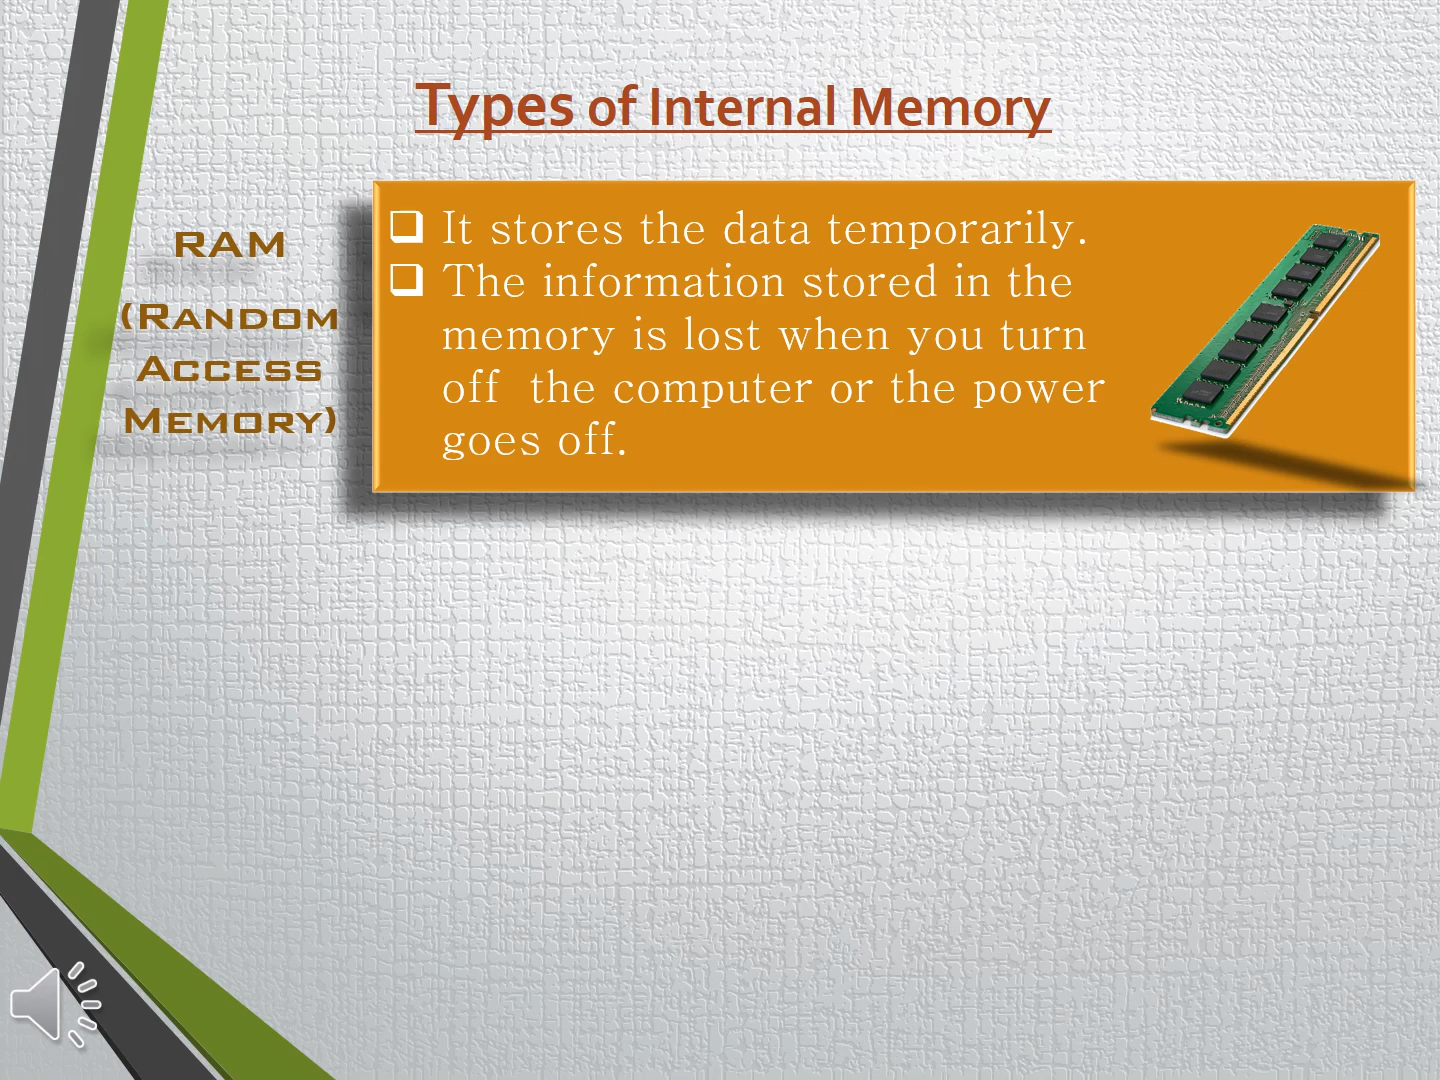 Types of Internal Memory
RAM
(Random
Access
Memory)
It stores the data temporarily.
The information stored in the
memory is lost when you turn
off  the computer or the power
goes off.